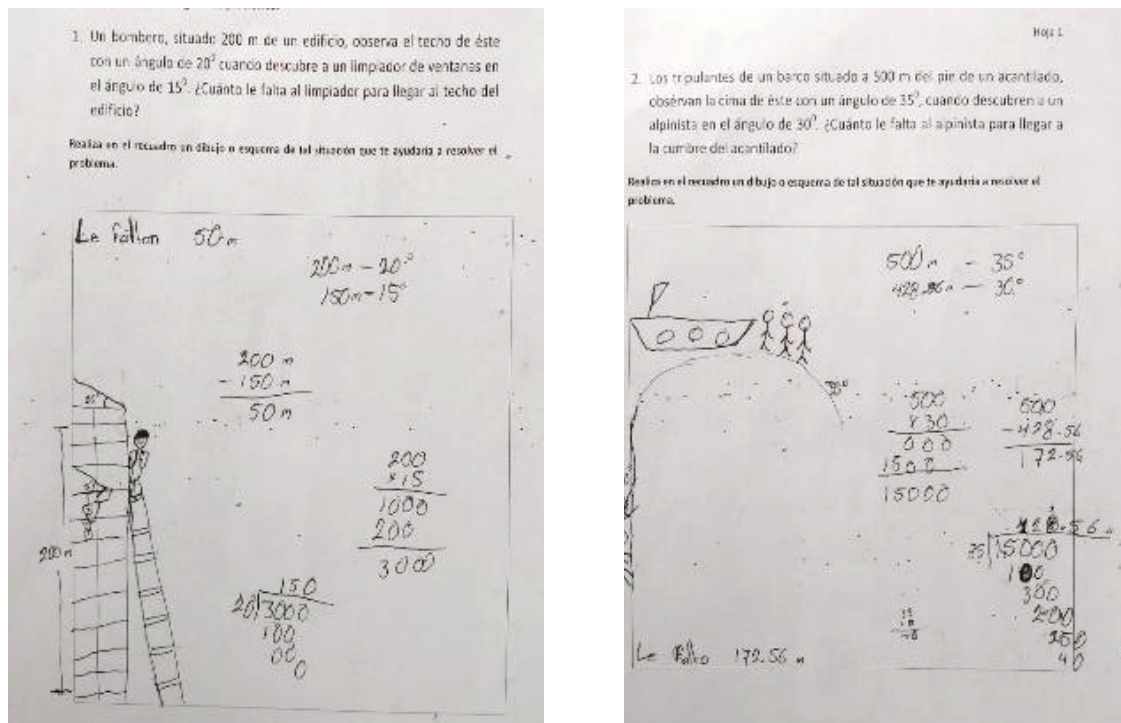 1. Un bombero, situado 200 m de un edificio, observa el techo de éste
con un ángulo de 20⁰ cuando descubre a un limpiador de ventanas en
el ángulo de 15⁰. ¿Cuánto le falta al limpiador para llegar al techo del
edificio?
Realiza en el recuadro un dibujo o esquema de tal situación que te ayudaría a resolver el
problema.
Le faltan 50 m
200m - 20°
150m - 15°
200 m
- 150 m
50 m
200
x 15
1000
200
3000
200 m
150
20 3000
100
00
0
Hoja 1
2. Los tripulantes de un barco situado a 500 m del pie de un acantilado,
obsérvan la cima de éste con un ángulo de 35⁰, cuando descubren a un
alpinista en el ángulo de 30⁰. ¿Cuánto le falta al alpinista para llegar a
la cumbre del acantilado?
Realiza en el recuadro un dibujo o esquema de tal situación que te ayudaría a resolver el
problema.
500 m - 35°
428.56 m - 30°
500
x 30
000
1500
15000
500
- 428.56
172.56
428.56
35 15000
100
300
200
250
40
Le falta 172.56 m